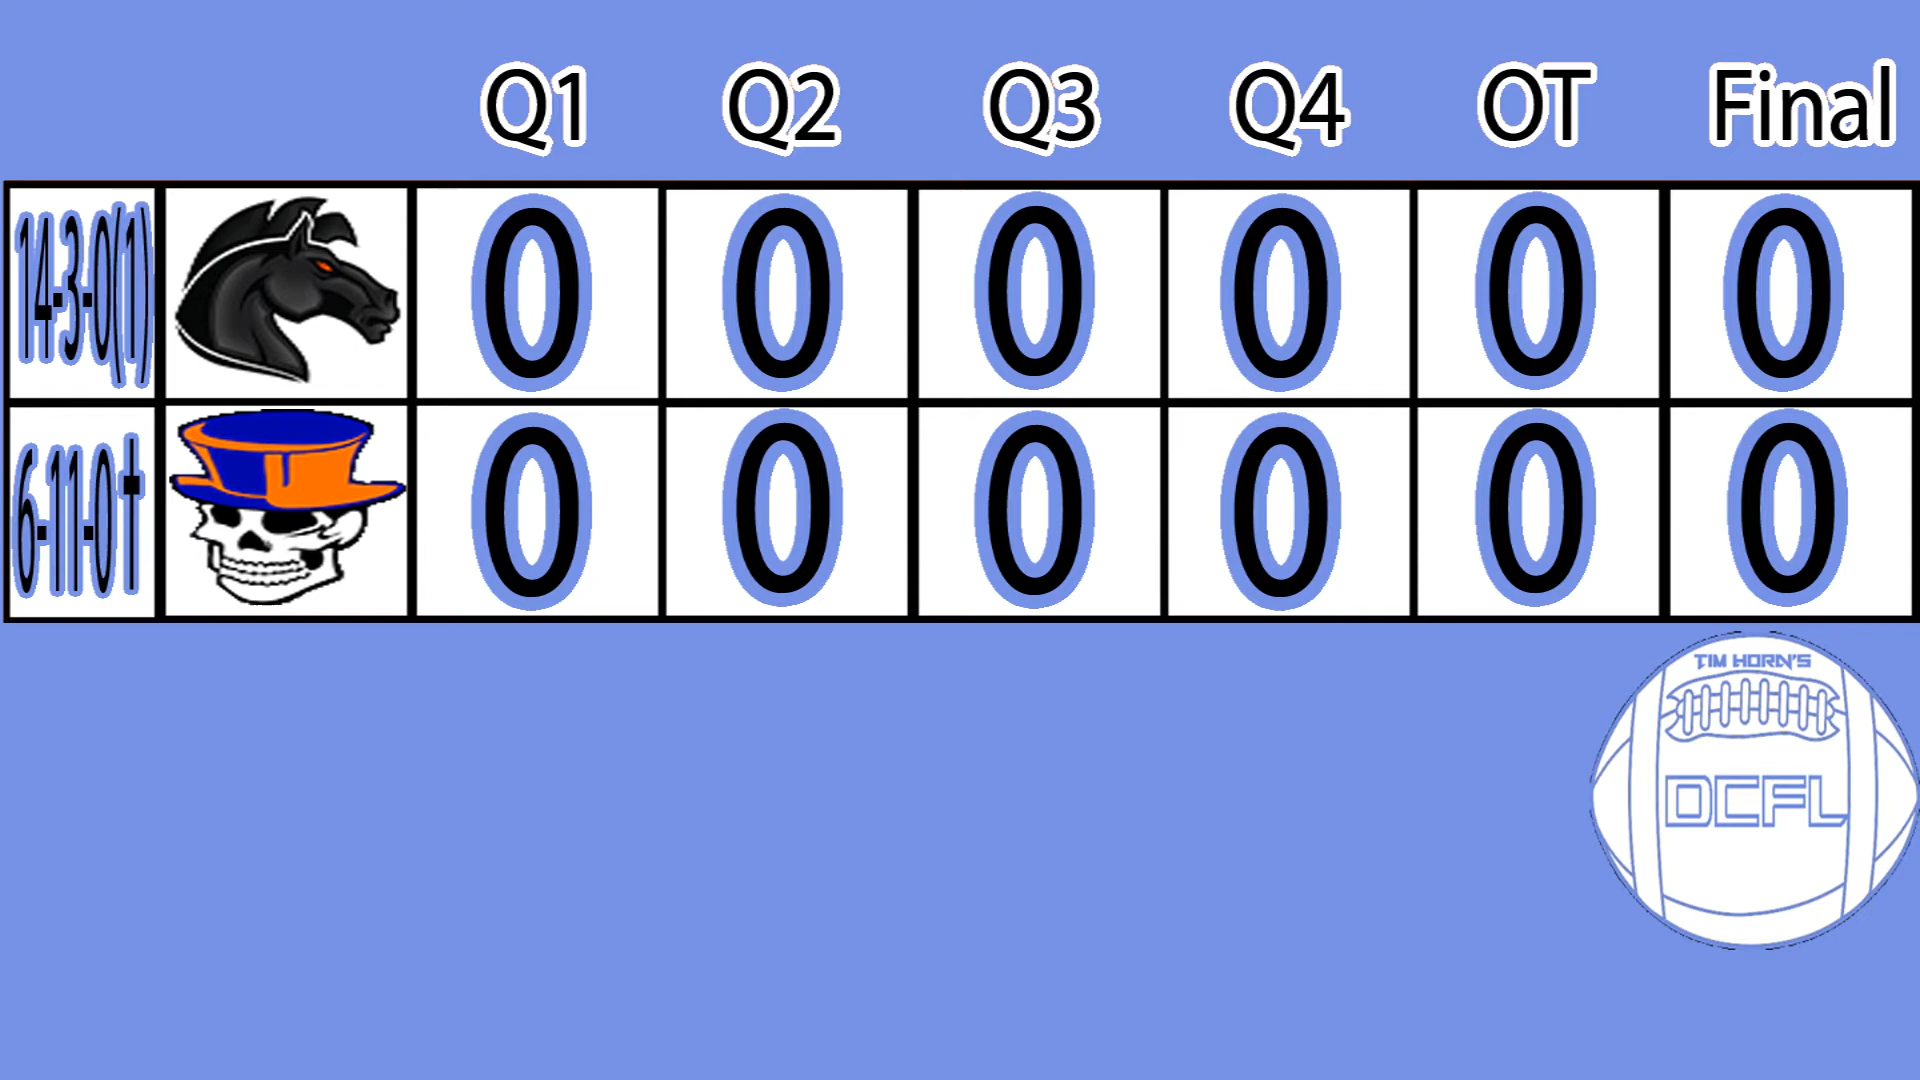 Q1 Q2 Q3 Q4 OT Final
14-3-0(1) 0 0 0 0 0 0
6-11-0† 0 0 0 0 0 0
TIM HORN'S
DCFL